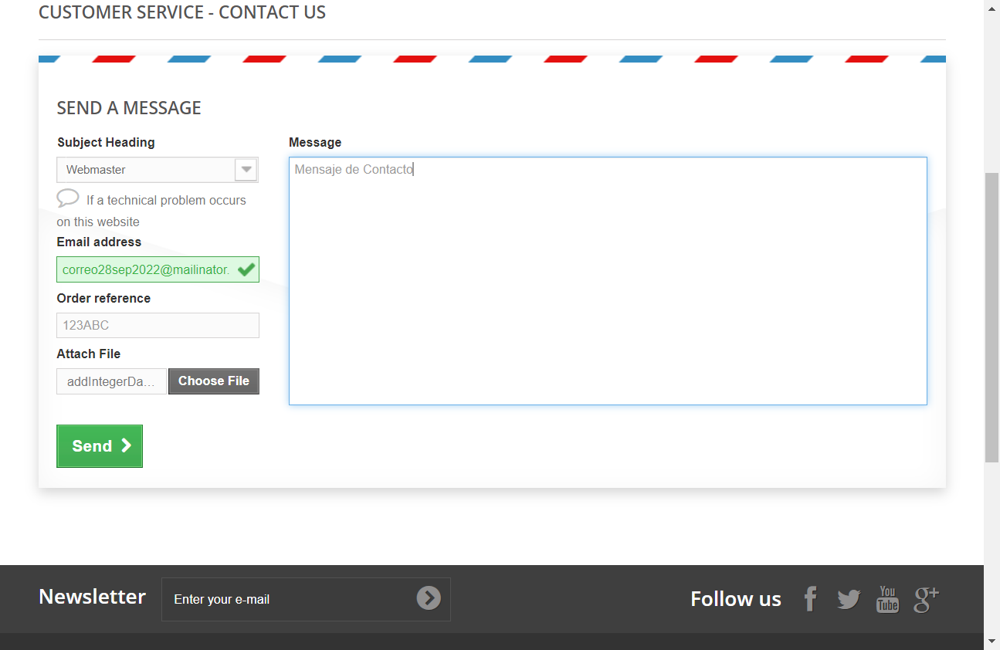 CUSTOMER SERVICE - CONTACT US
SEND A MESSAGE
Subject Heading
Webmaster
If a technical problem occurs
on this website
Email address
correo28sep2022@mailinator.
Order reference
123ABC
Attach File
addIntegerDa...
Choose File
Send
Message
Mensaje de Contacto
Newsletter
Enter your e-mail
Follow us
f
You
Tube
g+